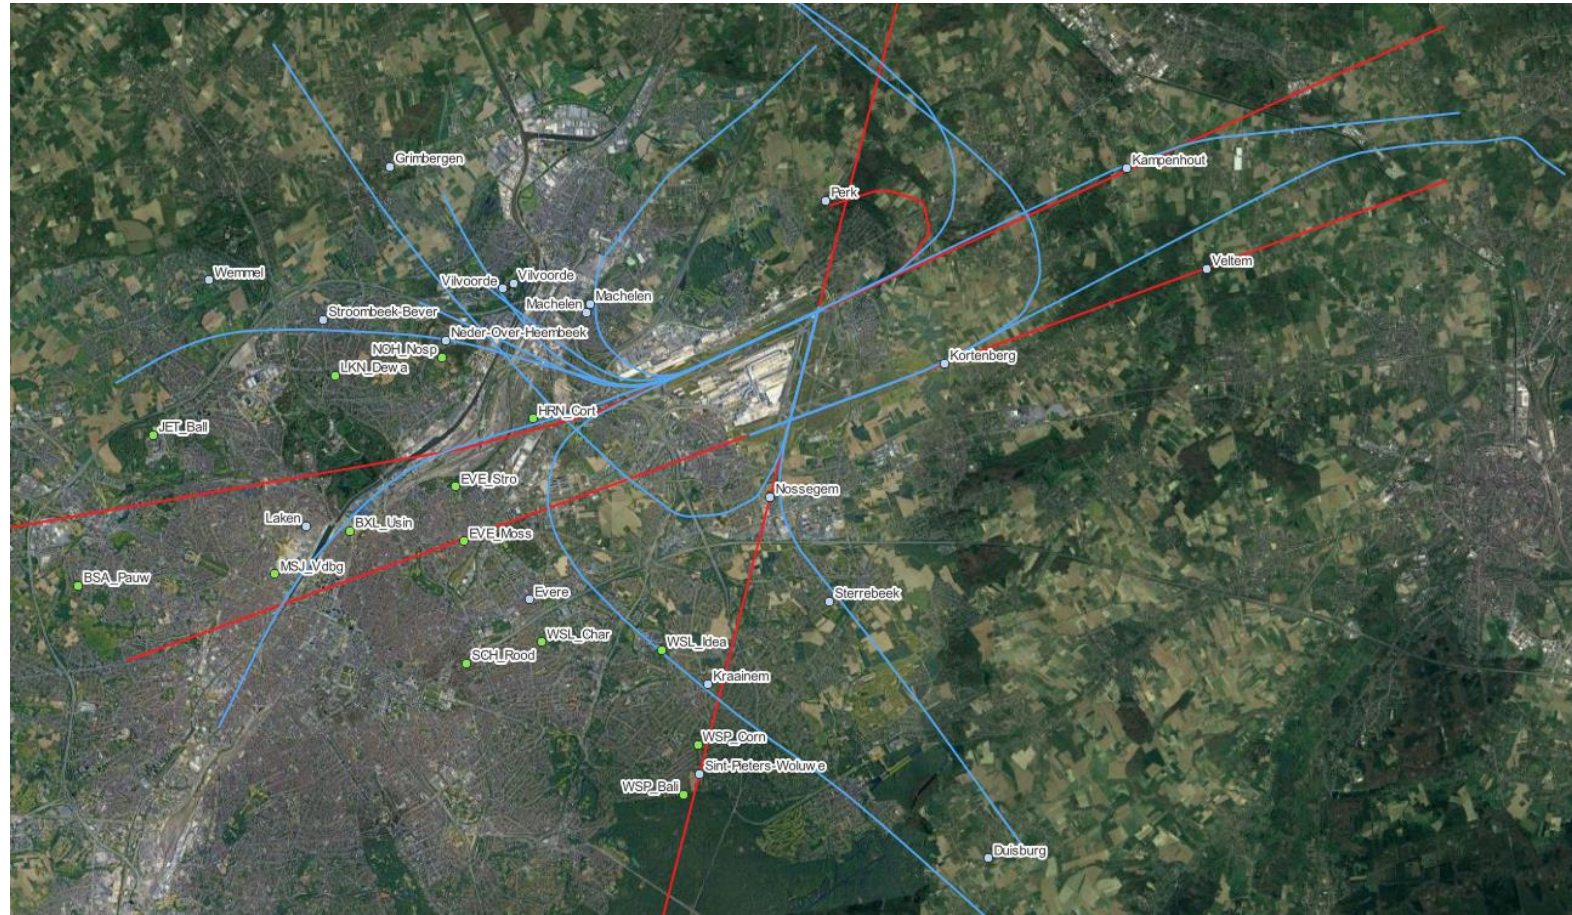 Grimbergen
Kampenhout
Perk
Veltem
Wemmel
Vilvoorde
Vilvoorde
Machelen
Machelen
Stroombeek-Bever
Neder-Over-Heembeek
NOH_Nosp
LKN_Dewa
Kortenberg
HRN_Cort
JET_Ball
EVE_Stro
Nossegem
Laken
BXL_Usin
EVE_Moss
MSJ_Vdbg
BSA_Pauw
Evere
Sterrebeek
WSL_Char
WSL_Idea
SCH_Rood
Kraainem
WSP_Corn
Sint-Pieters-Woluwe
WSP_Bali
Duisburg